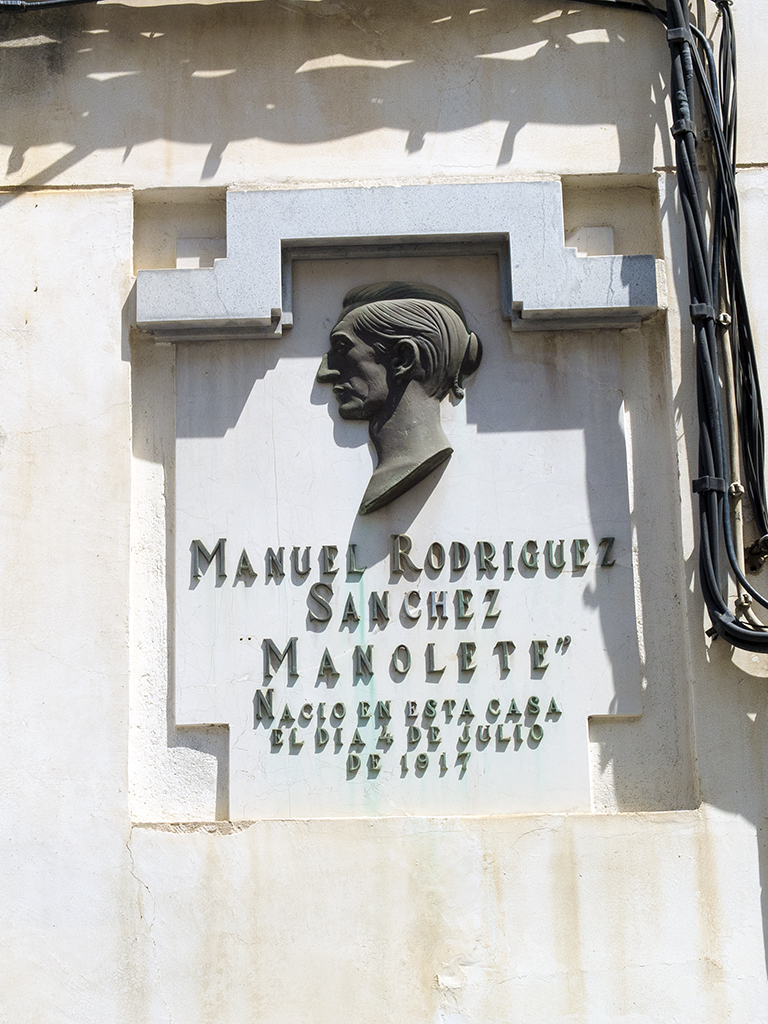 MANUEL RODRIGUEZ
SANCHEZ
MANOLETE"
NACIO EN ESTA CASA
EL DIA 4 DE JULIO
DE 1917